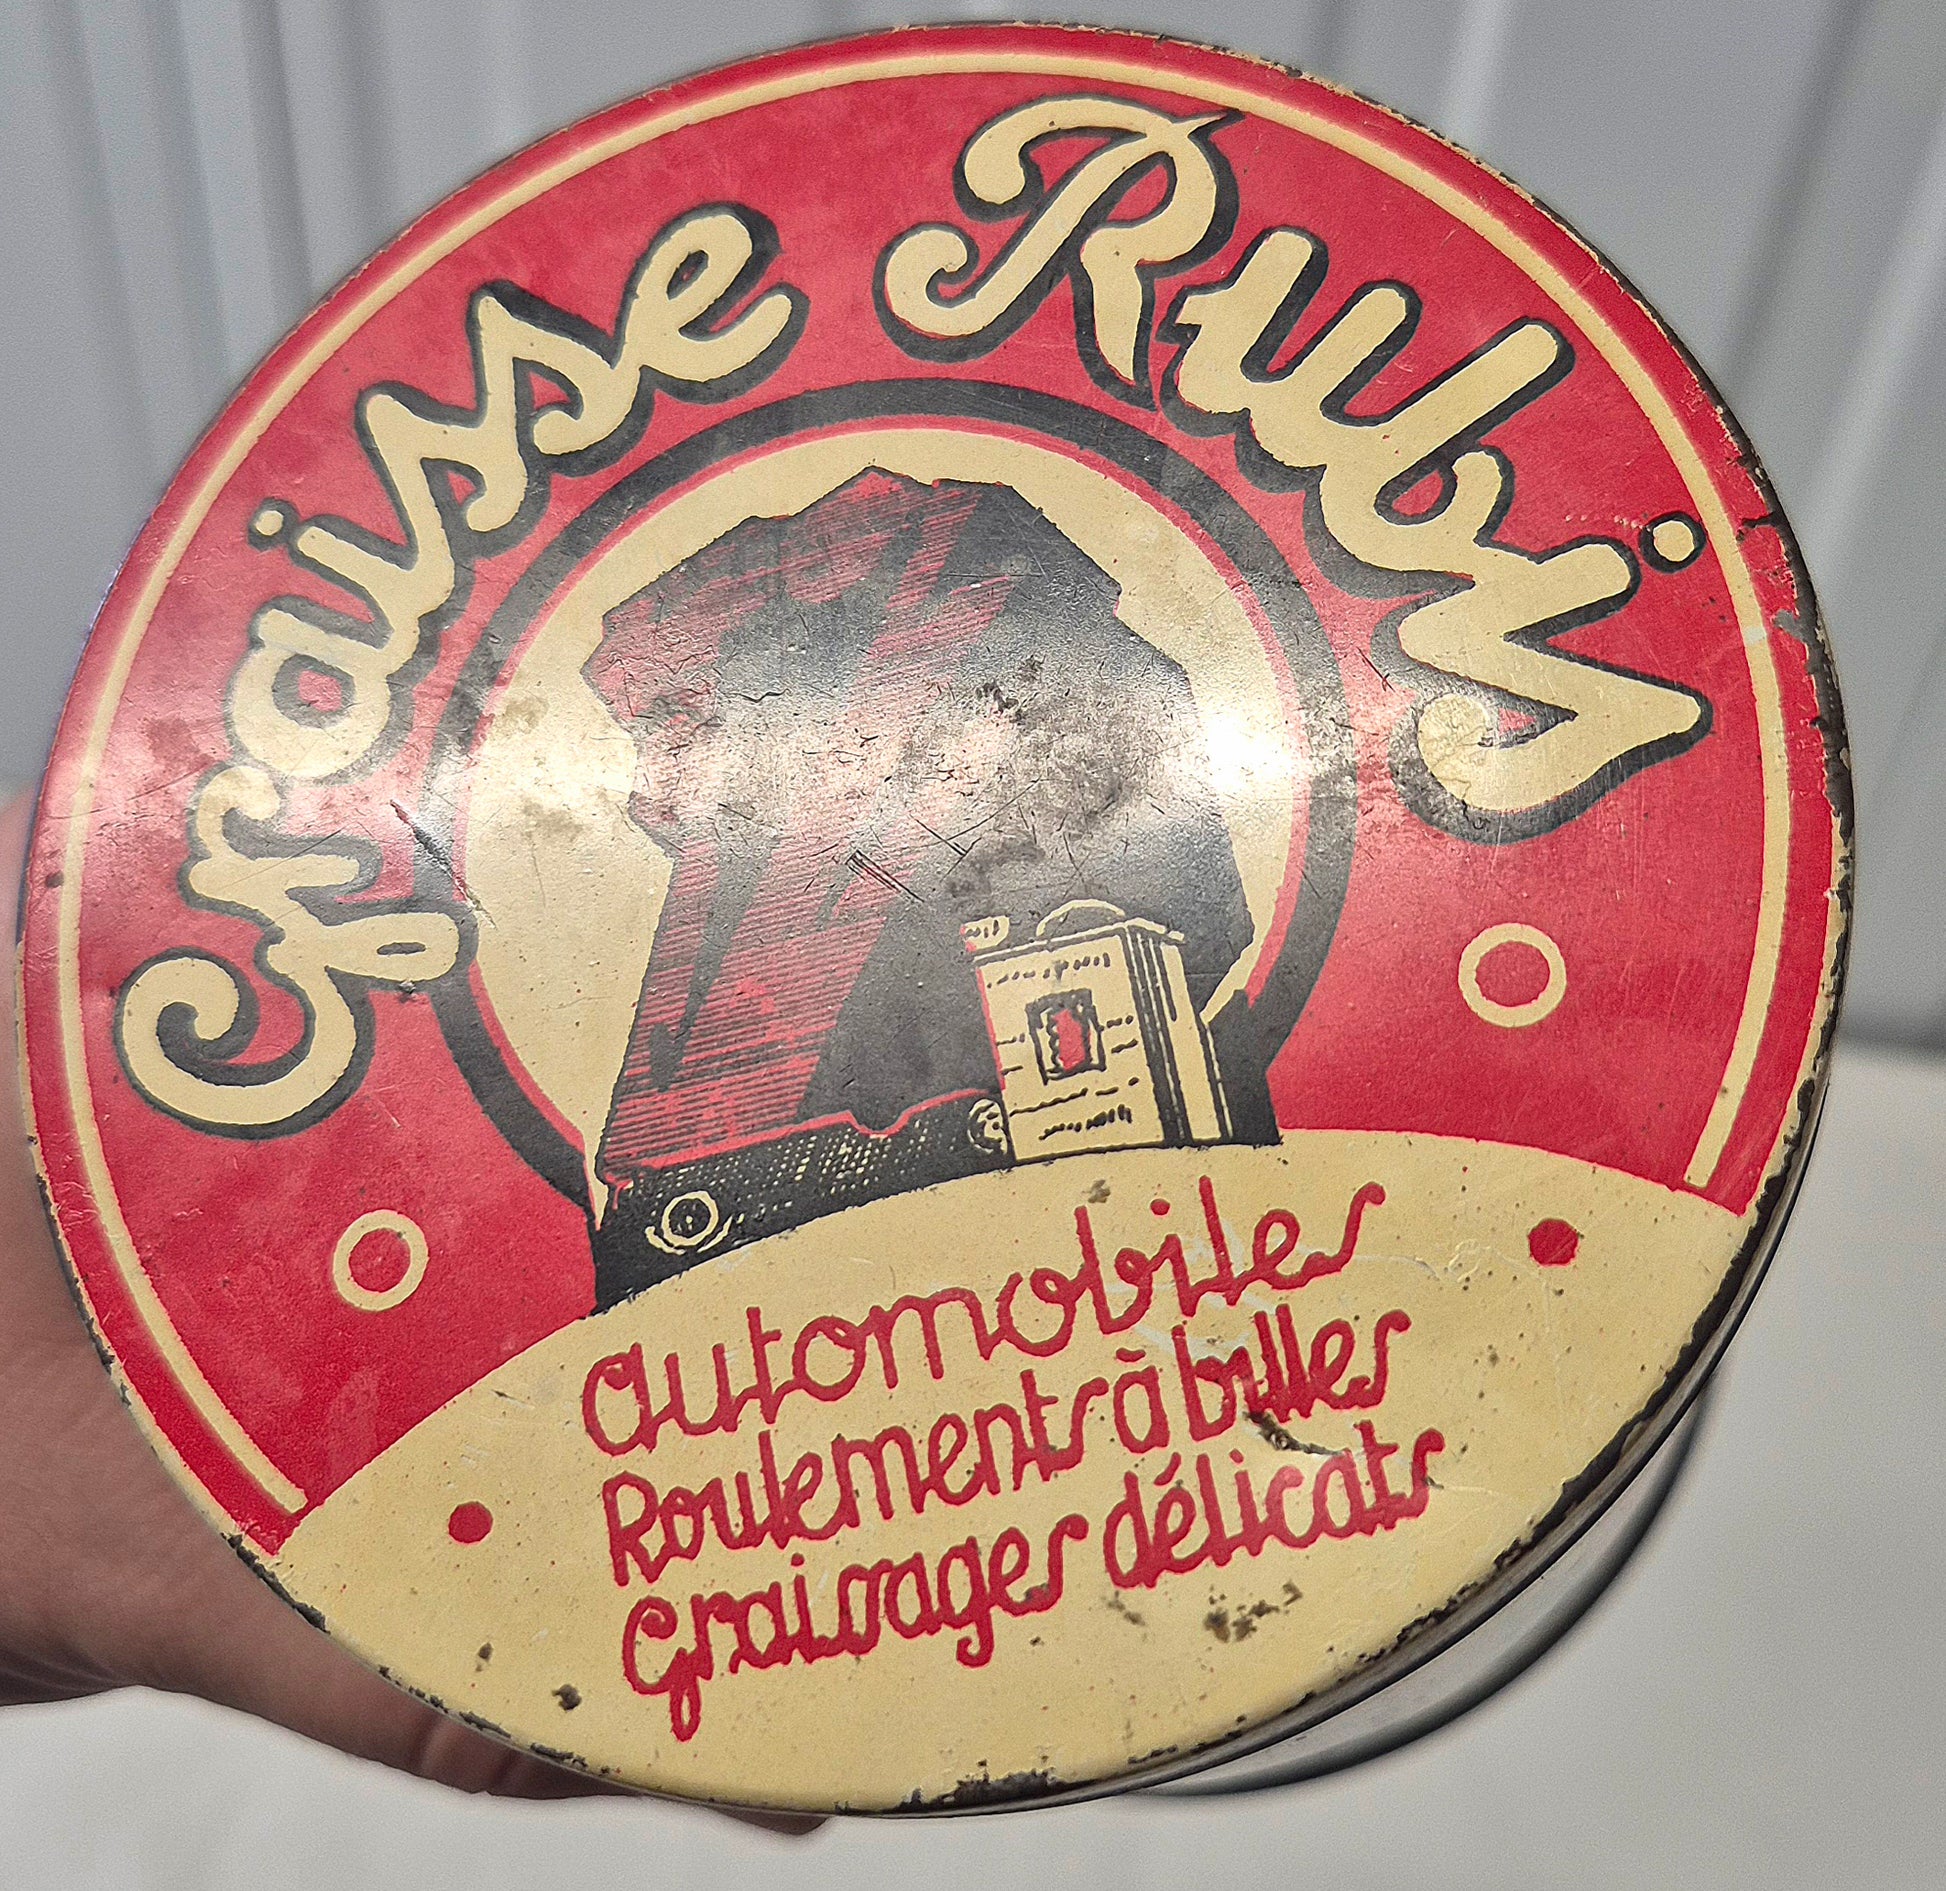 Graisse Rubis
automobiles
Roulements à billes
Graissages délicats